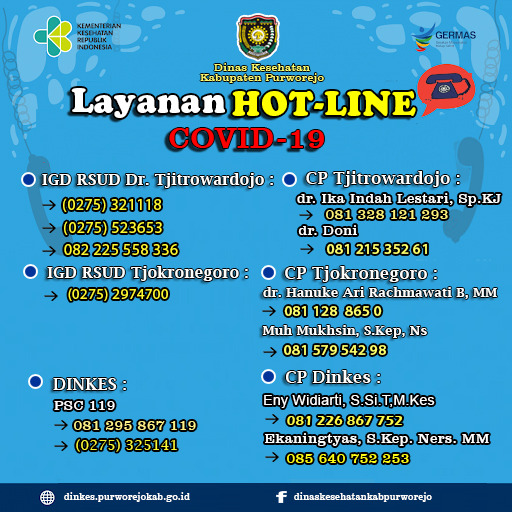 KEMENTERIAN
KESEHATAN
REPUBLIK
INDONESIA
GERMAS
Dinas Kesehatan
Kabupaten Purworejo
Layanan HOT-LINE
COVID-19
IGD RSUD Dr. Tjitrowardojo :
→ (0275) 321118
→ (0275) 523653
→ 082 225 558 336
IGD RSUD Tjokronegoro :
→ (0275) 2974700
DINKES :
PSC 119
→ 081 295 867 119
→ (0275) 325141
CP Tjitrowardojo :
dr. Ika Indah Lestari, Sp.KJ
→ 081 328 121 293
dr. Doni
→ 081 215 352 61
CP Tjokronegoro :
dr. Hanuke Ari Rachmawati B, MM
→ 081 128 865 0
Muh Mukhsin, S.Kep, Ns
→ 081 579 542 98
CP Dinkes :
Eny Widiarti, S.Si.T,M.Kes
→ 081 226 867 752
Ekaningtyas, S.Kep. Ners. MM
→ 085 640 752 253
dinkes.purworejokab.go.id
dinaskesehatankabpurworejo